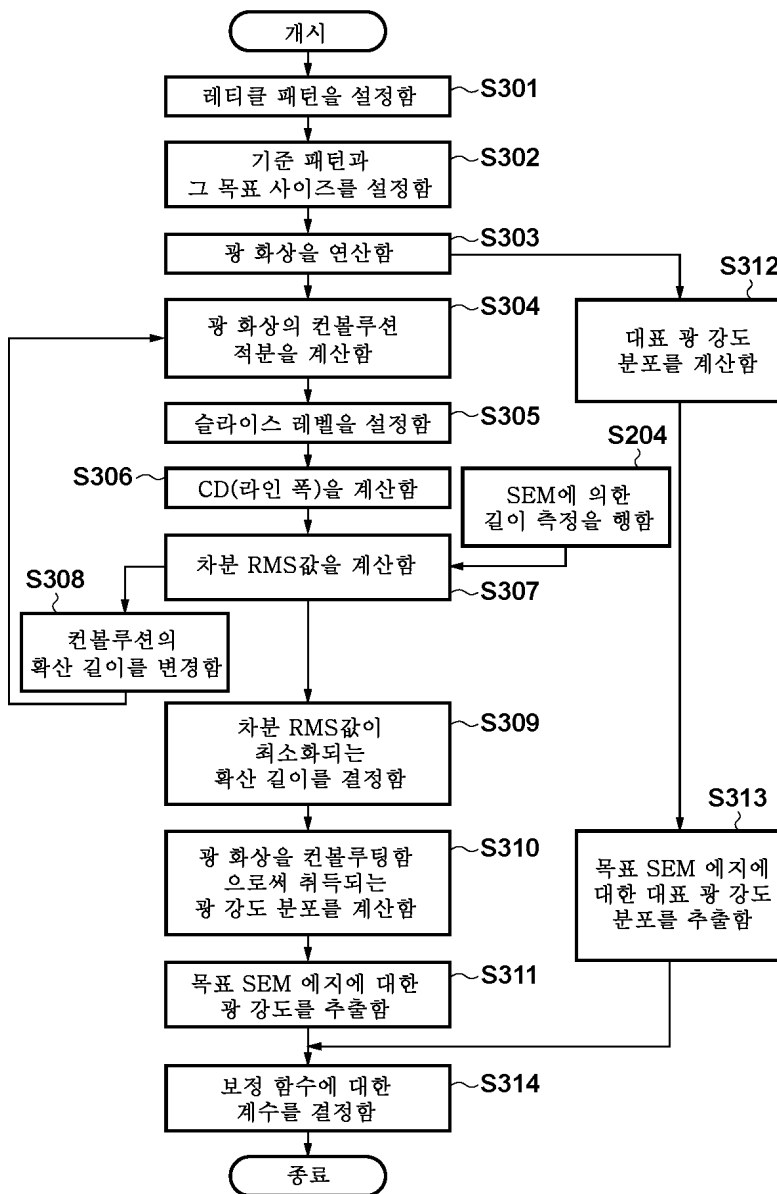 개시
레티클 패턴을 설정함
S301
기준 패턴과
그 목표 사이즈를 설정함
S302
광 화상을 연산함
S303
S312
대표 광 강도
분포를 계산함
광 화상의 컨볼루션
적분을 계산함
S304
슬라이스 레벨을 설정함
S305
S204
SEM에 의한
길이 측정을 행함
S306
CD(라인 폭)을 계산함
차분 RMS값을 계산함
S307
S308
컨볼루션의
확산 길이를 변경함
차분 RMS값이
최소화되는
확산 길이를 결정함
S309
S313
목표 SEM 에지에
대한 대표 광 강도
분포를 추출함
광 화상을 컨볼루팅함
으로써 취득되는
광 강도 분포를 계산함
S310
목표 SEM 에지에 대한
광 강도를 추출함
S311
보정 함수에 대한
계수를 결정함
S314
종료